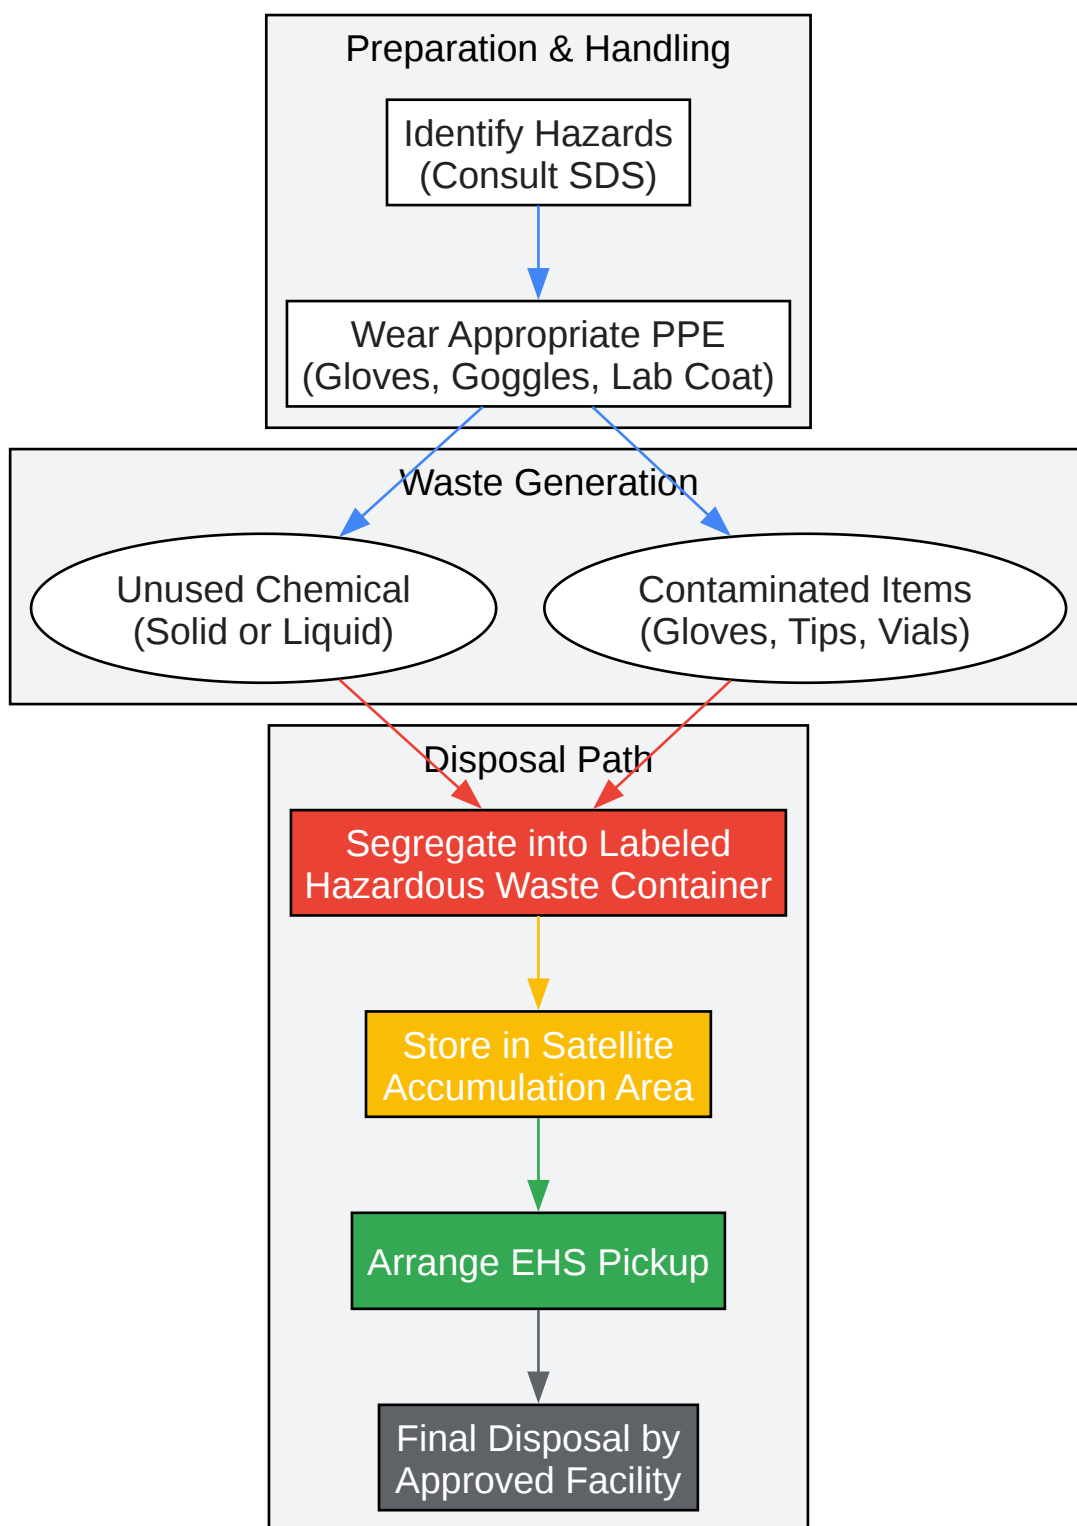 Preparation & Handling
Identify Hazards
(Consult SDS)
Wear Appropriate PPE
(Gloves, Goggles, Lab Coat)
Waste Generation
Unused Chemical
(Solid or Liquid)
Contaminated Items
(Gloves, Tips, Vials)
Disposal Path
Segregate into Labeled
Hazardous Waste Container
Store in Satellite
Accumulation Area
Arrange EHS Pickup
Final Disposal by
Approved Facility